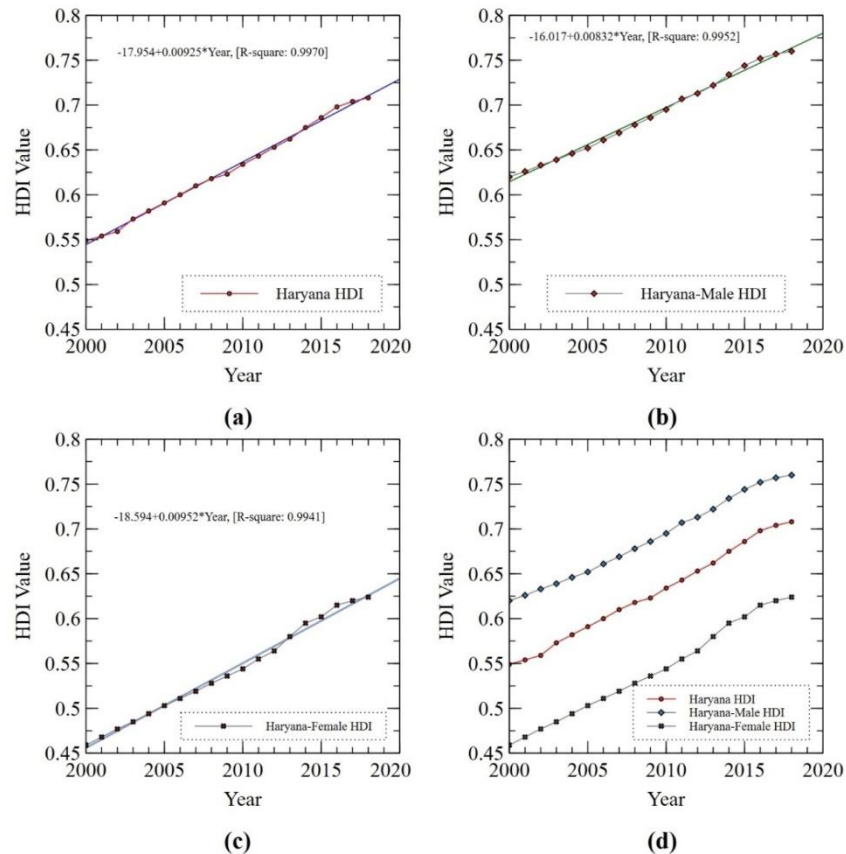 0.8
-17.954+0.00925*Year, [R-square: 0.9970]
0.75
0.7
HDI Value
0.65
0.6
0.55
0.5
Haryana HDI
0.45
2000 2005 2010 2015 2020
Year
(a)
0.8
-16.017+0.00832*Year, [R-square: 0.9952]
0.75
0.7
HDI Value
0.65
0.6
0.55
0.5
Haryana-Male HDI
0.45
2000 2005 2010 2015 2020
Year
(b)
0.8
0.75
-18.594+0.00952*Year, [R-square: 0.9941]
0.7
HDI Value
0.65
0.6
0.55
0.5
Haryana-Female HDI
0.45
2000 2005 2010 2015 2020
Year
(c)
0.8
0.75
0.7
HDI Value
0.65
0.6
0.55
0.5
Haryana HDI
Haryana-Male HDI
Haryana-Female HDI
0.45
2000 2005 2010 2015 2020
Year
(d)